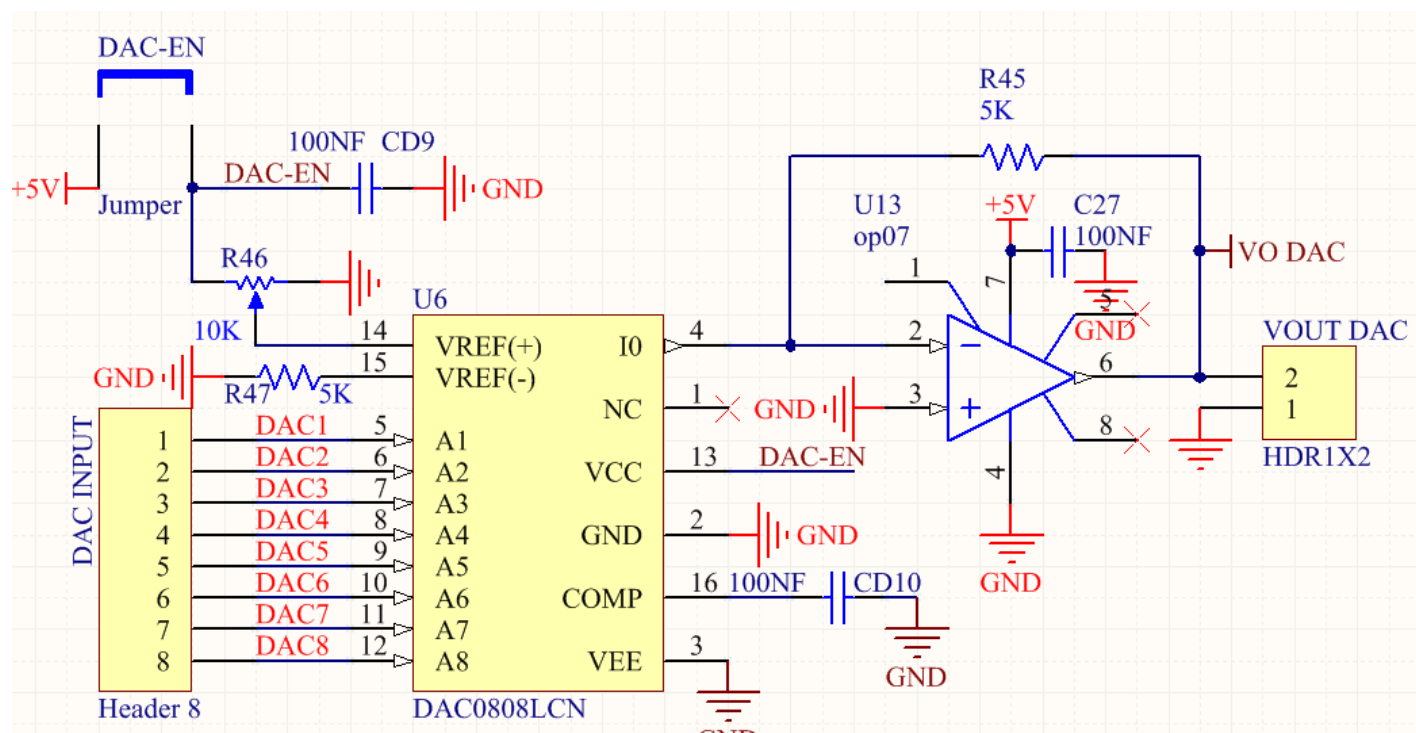 DAC-EN
+5V
Jumper
100NF CD9
DAC-EN
GND
R46
10K
GND
R47
5K
U6
14
VREF(+)
15
VREF(-)
I0
4
NC
1
VCC
13
DAC-EN
GND
2
GND
COMP
16
100NF
CD10
GND
VEE
3
GND
DAC INPUT
1 DAC1 5 A1
2 DAC2 6 A2
3 DAC3 7 A3
4 DAC4 8 A4
5 DAC5 9 A5
6 DAC6 10 A6
7 DAC7 11 A7
8 DAC8 12 A8
Header 8
DAC0808LCN
R45
5K
U13
op07
+5V
C27
100NF
GND
1
7
5
2
−
GND
3
+
6
8
4
GND
VO DAC
VOUT DAC
2
1
HDR1X2